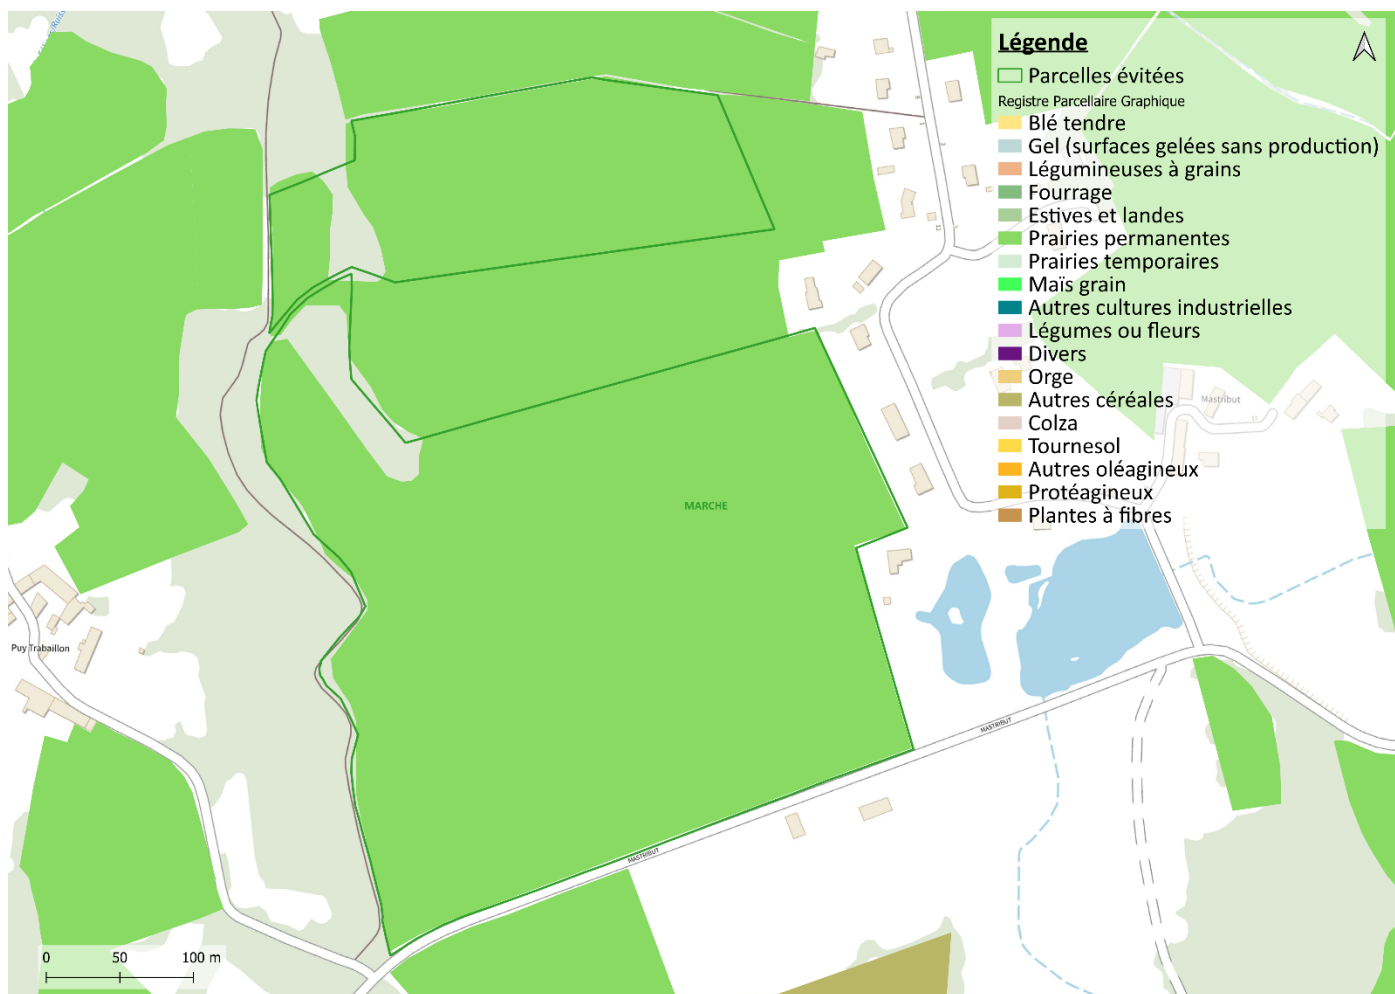 Légende
Parcelles évitées
Registre Parcellaire Graphique
Blé tendre
Gel (surfaces gelées sans production)
Légumineuses à grains
Fourrage
Estives et landes
Prairies permanentes
Prairies temporaires
Maïs grain
Autres cultures industrielles
Légumes ou fleurs
Divers
Orge
Autres céréales
Colza
Tournesol
Autres oléagineux
Protéagineux
Plantes à fibres
Mastribut
MARCHE
Puy Trabaillon
MASTRIBUT
MASTRIBUT
0 50 100 m